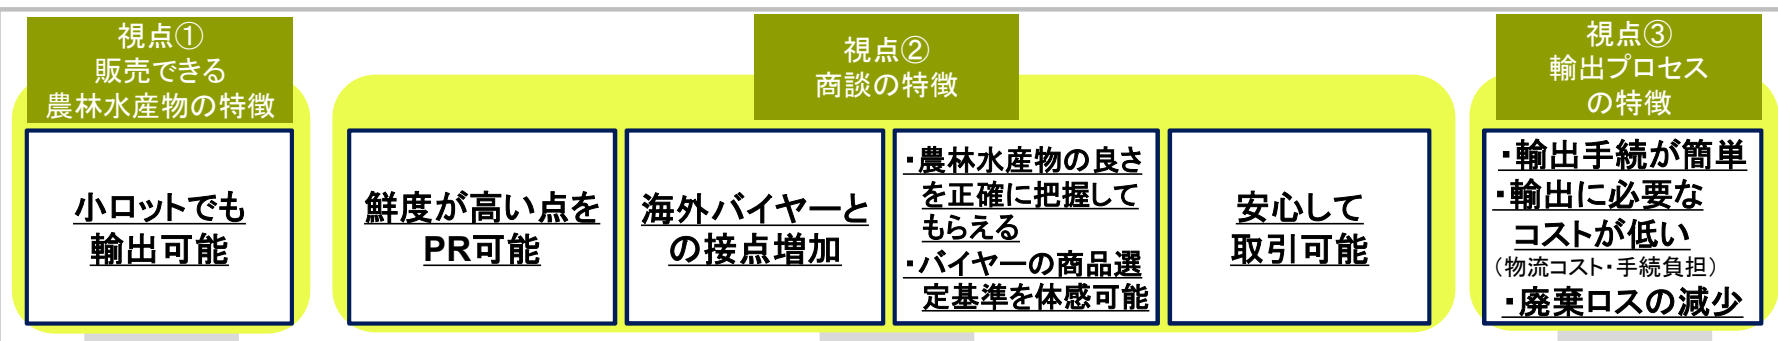 視点①
販売できる
農林水産物の特徴
小ロットでも
輸出可能
視点②
商談の特徴
鮮度が高い点を
PR可能
海外バイヤーと
の接点増加
・農林水産物の良さ
を正確に把握して
もらえる
・バイヤーの商品選
定基準を体感可能
安心して
取引可能
視点③
輸出プロセス
の特徴
・輸出手続が簡単
・輸出に必要な
コストが低い
（物流コスト・手続負担）
・廃棄ロスの減少